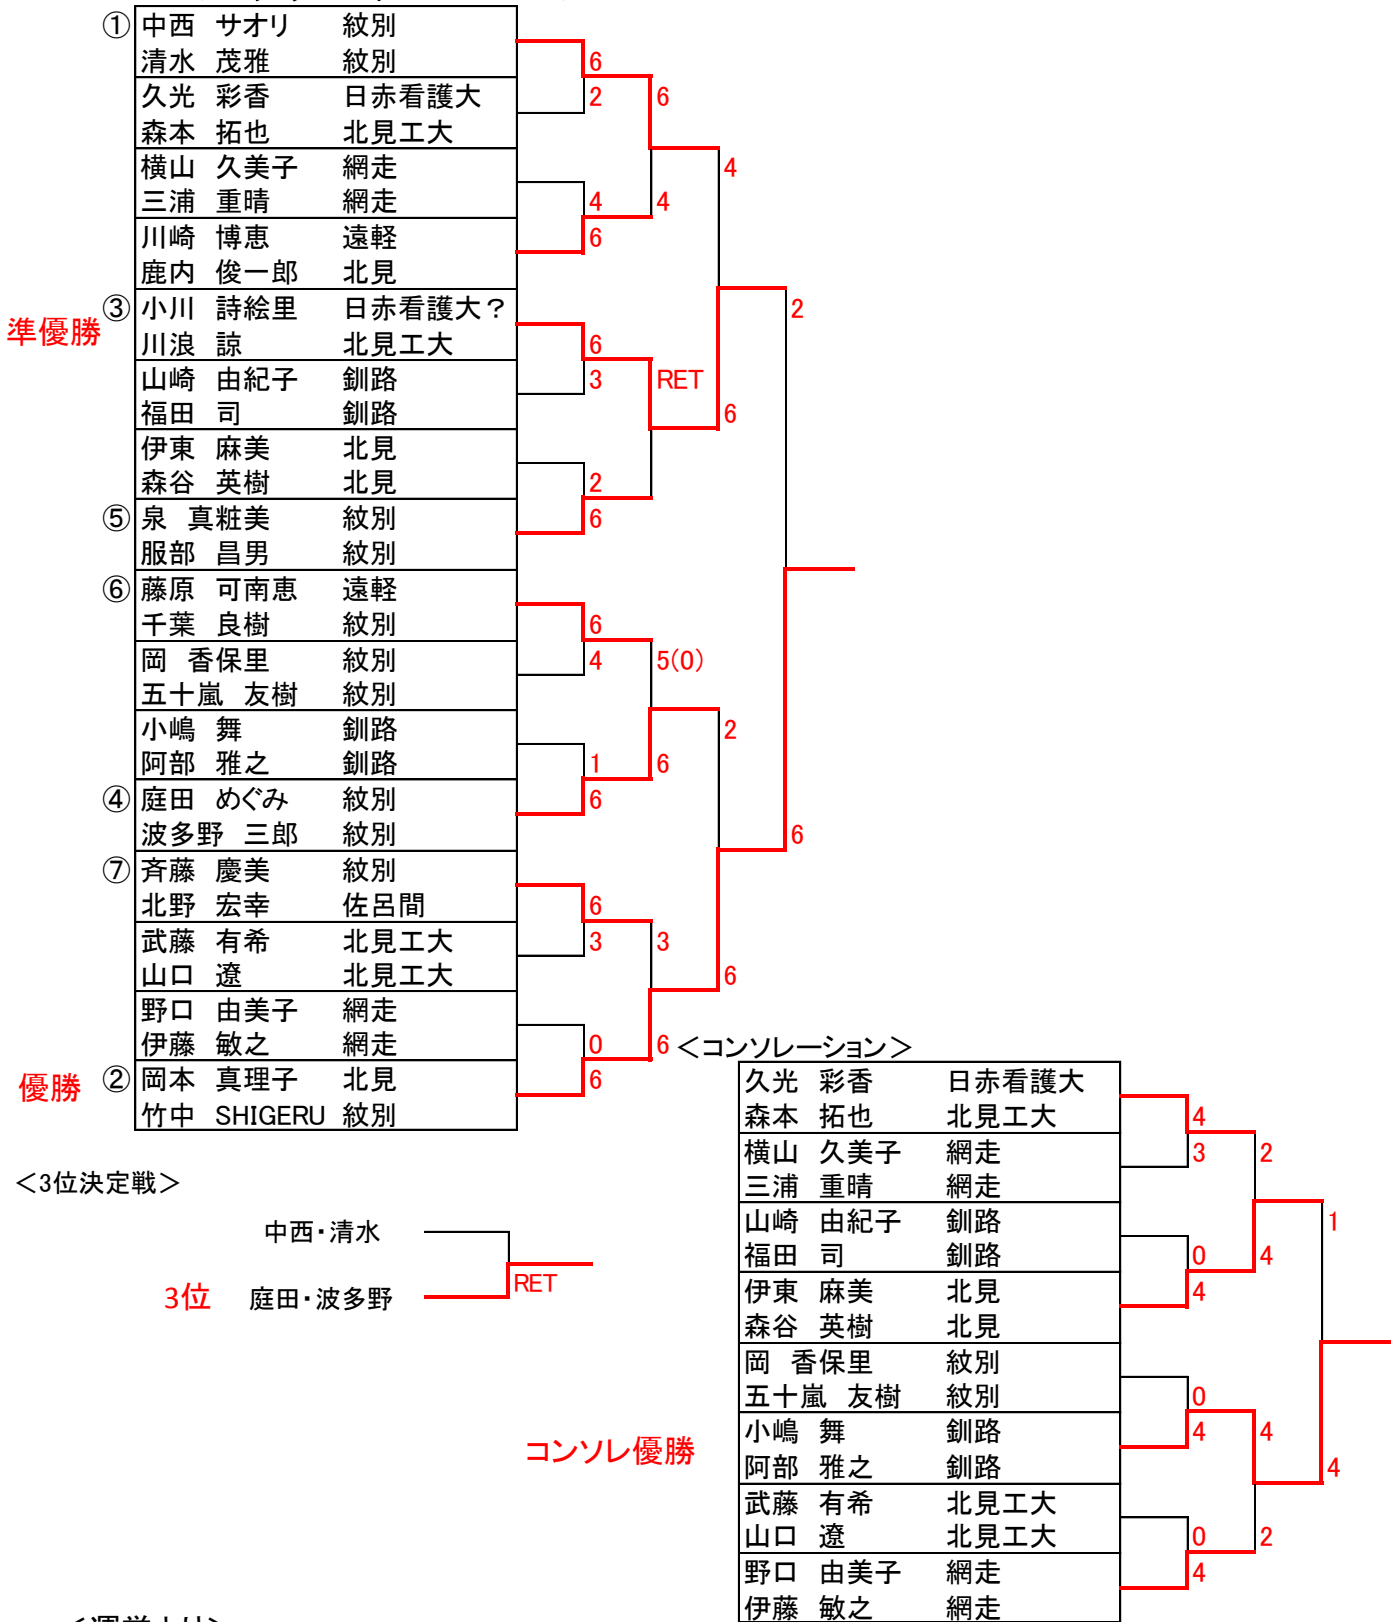 ① 中西 サオリ 紋別
清水 茂雅 紋別
6
久光 彩香 日赤看護大
2
6
森本 拓也 北見工大
横山 久美子 網走
4
三浦 重晴 網走
4
4
川崎 博恵 遠軽
6
鹿内 俊一郎 北見
準優勝
③ 小川 詩絵里 日赤看護大?
2
川浪 諒 北見工大
6
山崎 由紀子 釧路
3
RET
福田 司 釧路
6
伊東 麻美 北見
森谷 英樹 北見
2
⑤ 泉 真粧美 紋別
6
服部 昌男 紋別
⑥ 藤原 可南恵 遠軽
千葉 良樹 紋別
6
岡 香保里 紋別
4
5(0)
五十嵐 友樹 紋別
小嶋 舞 釧路
2
阿部 雅之 釧路
1
6
④ 庭田 めぐみ 紋別
6
波多野 三郎 紋別
6
⑦ 斉藤 慶美 紋別
北野 宏幸 佐呂間
6
武藤 有希 北見工大
3
3
山口 遼 北見工大
6
野口 由美子 網走
伊藤 敏之 網走
0
6
優勝
② 岡本 真理子 北見
6
竹中 SHIGERU 紋別
<コンソレーション>
久光 彩香 日赤看護大
森本 拓也 北見工大
4
横山 久美子 網走
3
2
三浦 重晴 網走
山崎 由紀子 釧路
1
福田 司 釧路
0
4
伊東 麻美 北見
4
森谷 英樹 北見
岡 香保里 紋別
五十嵐 友樹 紋別
0
コンソレ優勝
小嶋 舞 釧路
4
4
阿部 雅之 釧路
4
武藤 有希 北見工大
山口 遼 北見工大
0
2
野口 由美子 網走
4
伊藤 敏之 網走
<3位決定戦>
中西・清水
RET
3位 庭田・波多野